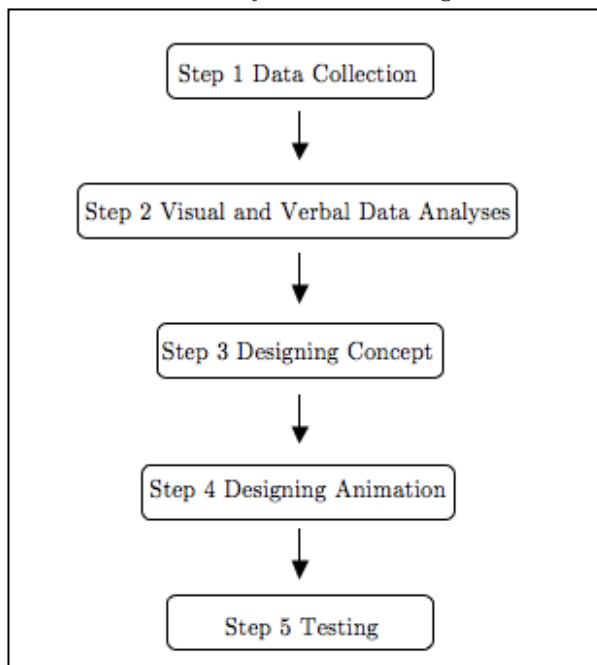 Step 1 Data Collection
Step 2 Visual and Verbal Data Analyses
Step 3 Designing Concept
Step 4 Designing Animation
Step 5 Testing